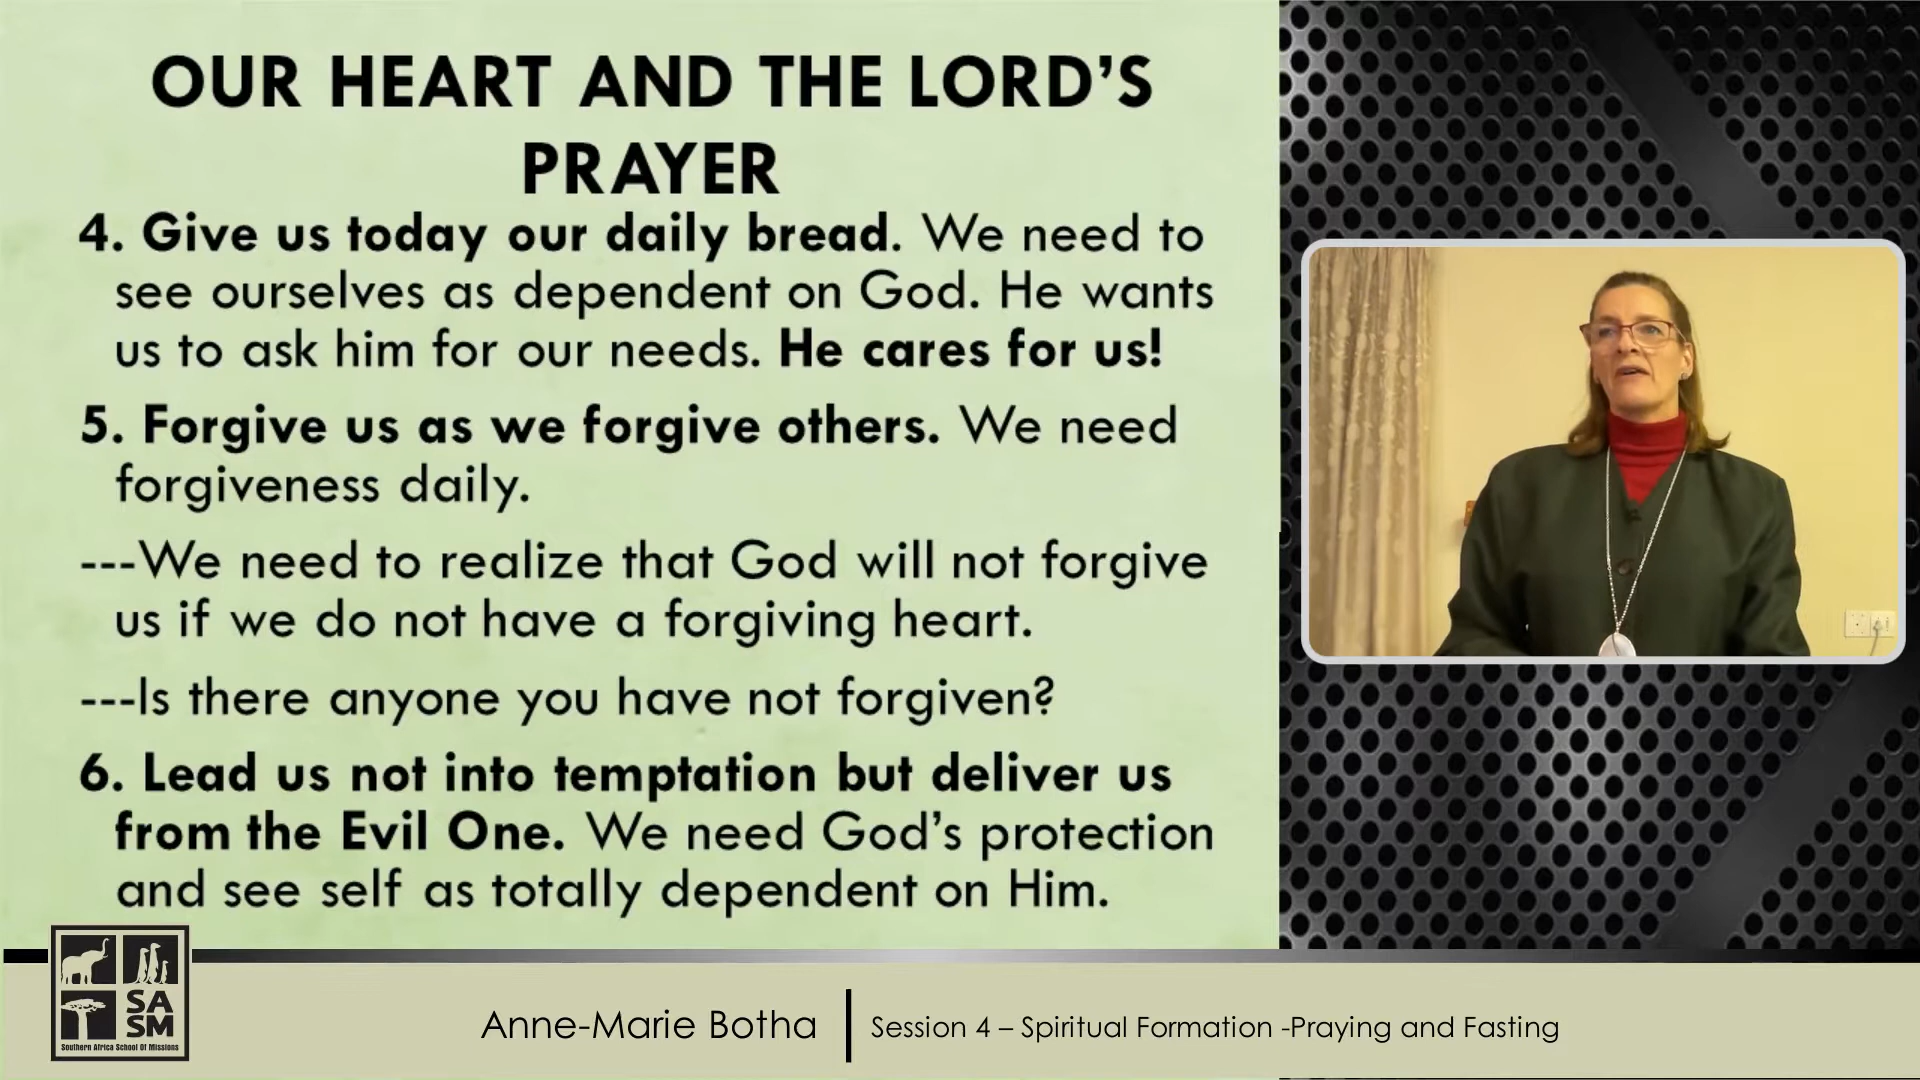 OUR HEART AND THE LORD’S
PRAYER
4. Give us today our daily bread. We need to
see ourselves as dependent on God. He wants
us to ask him for our needs. He cares for us!
5. Forgive us as we forgive others. We need
forgiveness daily.
---We need to realize that God will not forgive
us if we do not have a forgiving heart.
---Is there anyone you have not forgiven?
6. Lead us not into temptation but deliver us
from the Evil One. We need God’s protection
and see self as totally dependent on Him.
SA
SM
Southern Africa School Of Missions
Anne-Marie Botha
Session 4 – Spiritual Formation -Praying and Fasting